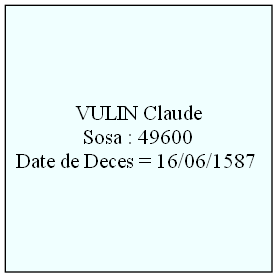 VULIN Claude
Sosa : 49600
Date de Deces = 16/06/1587